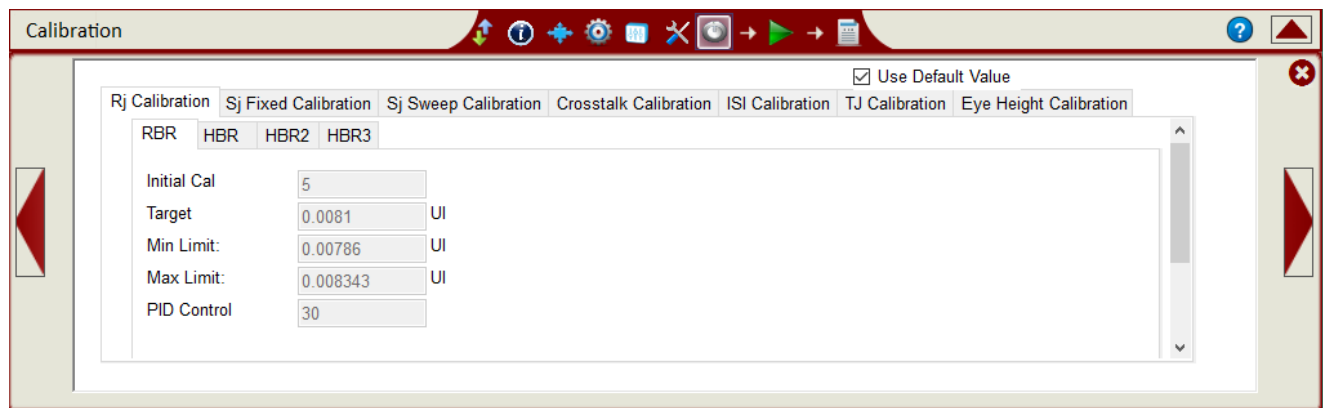 Calibration
Use Default Value
Rj Calibration Sj Fixed Calibration Sj Sweep Calibration Crosstalk Calibration ISI Calibration TJ Calibration Eye Height Calibration
RBR HBR HBR2 HBR3
Initial Cal 5
Target 0.0081 UI
Min Limit: 0.00786 UI
Max Limit: 0.008343 UI
PID Control 30